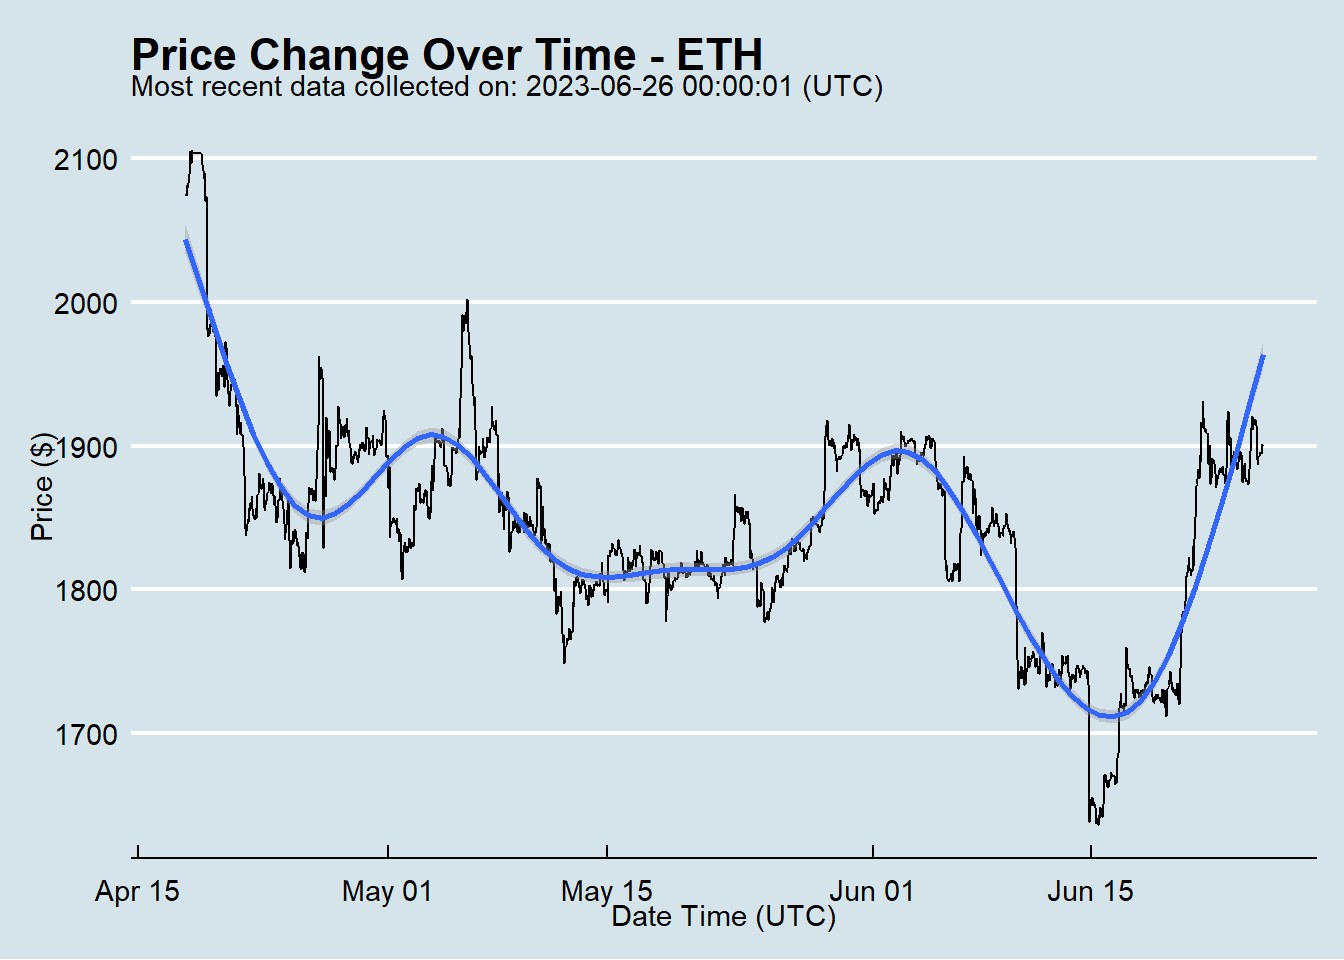 Price Change Over Time - ETH
Most recent data collected on: 2023-06-26 00:00:01 (UTC)
Price ($)
2100
2000
1900
1800
1700
Apr 15 May 01 May 15 Jun 01 Jun 15
Date Time (UTC)